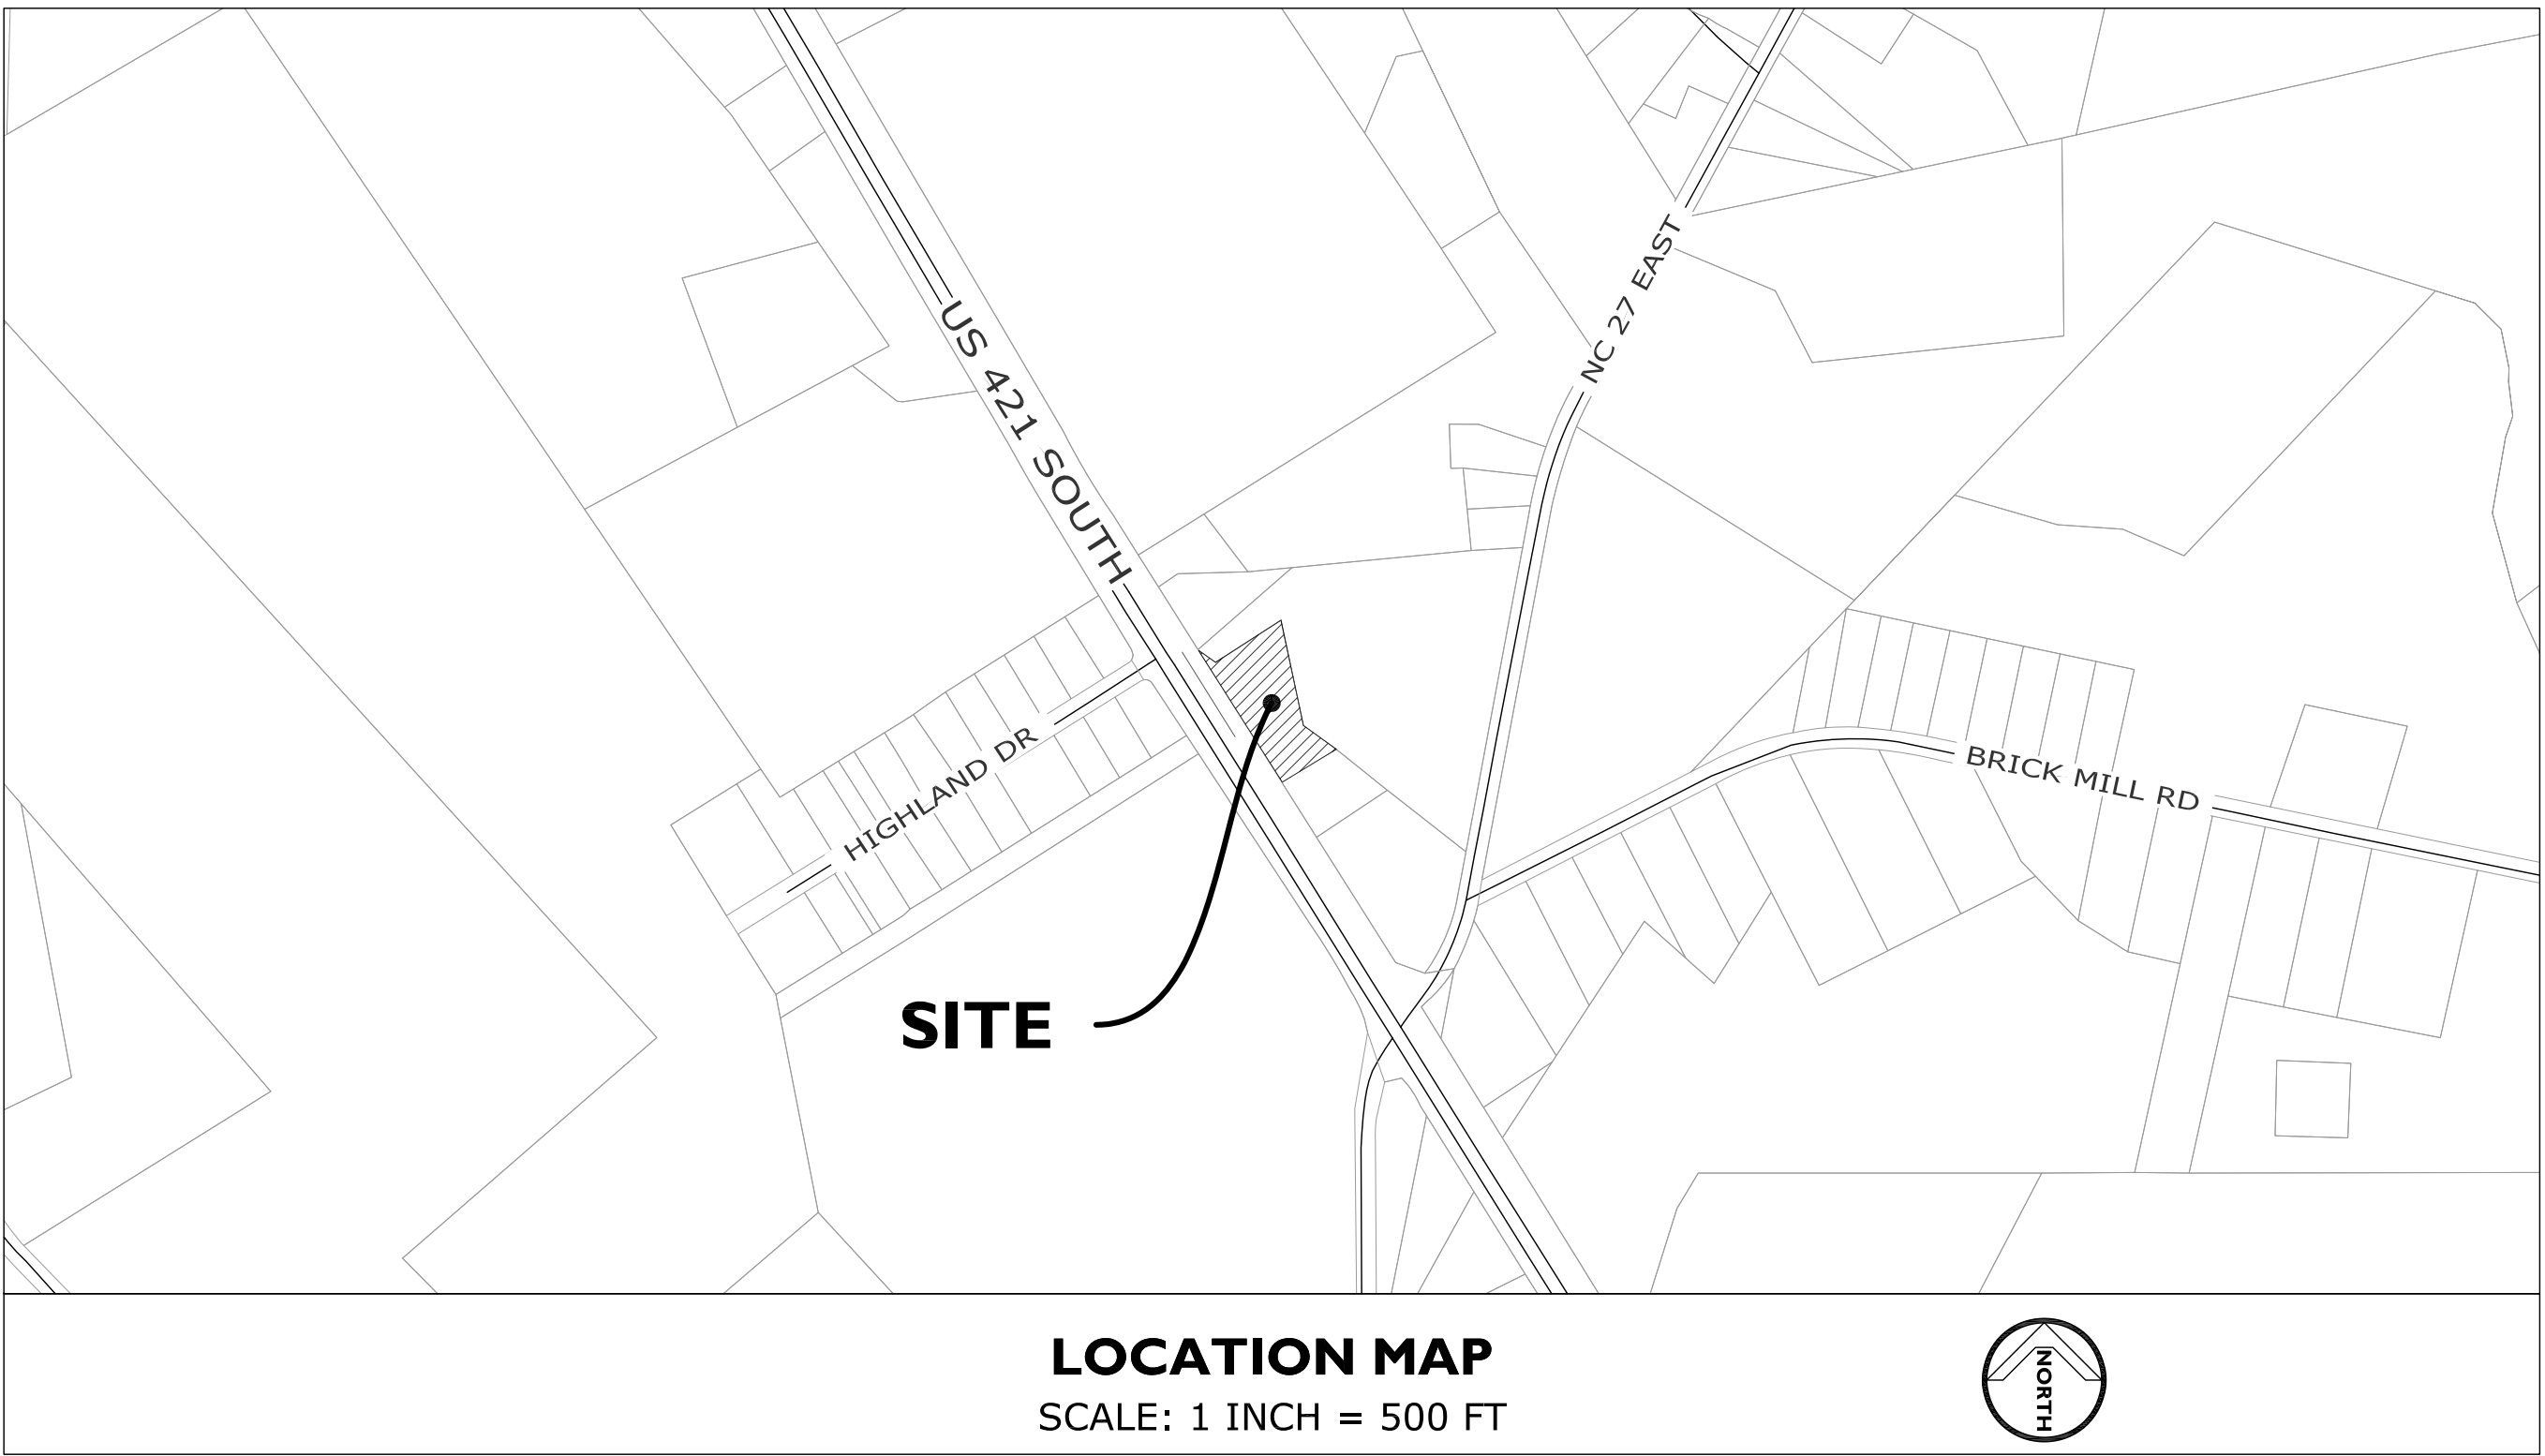 NC 27 EAST
US 421 SOUTH
HIGHLAND DR
BRICK MILL RD
SITE
LOCATION MAP
SCALE: 1 INCH = 500 FT
NORTH